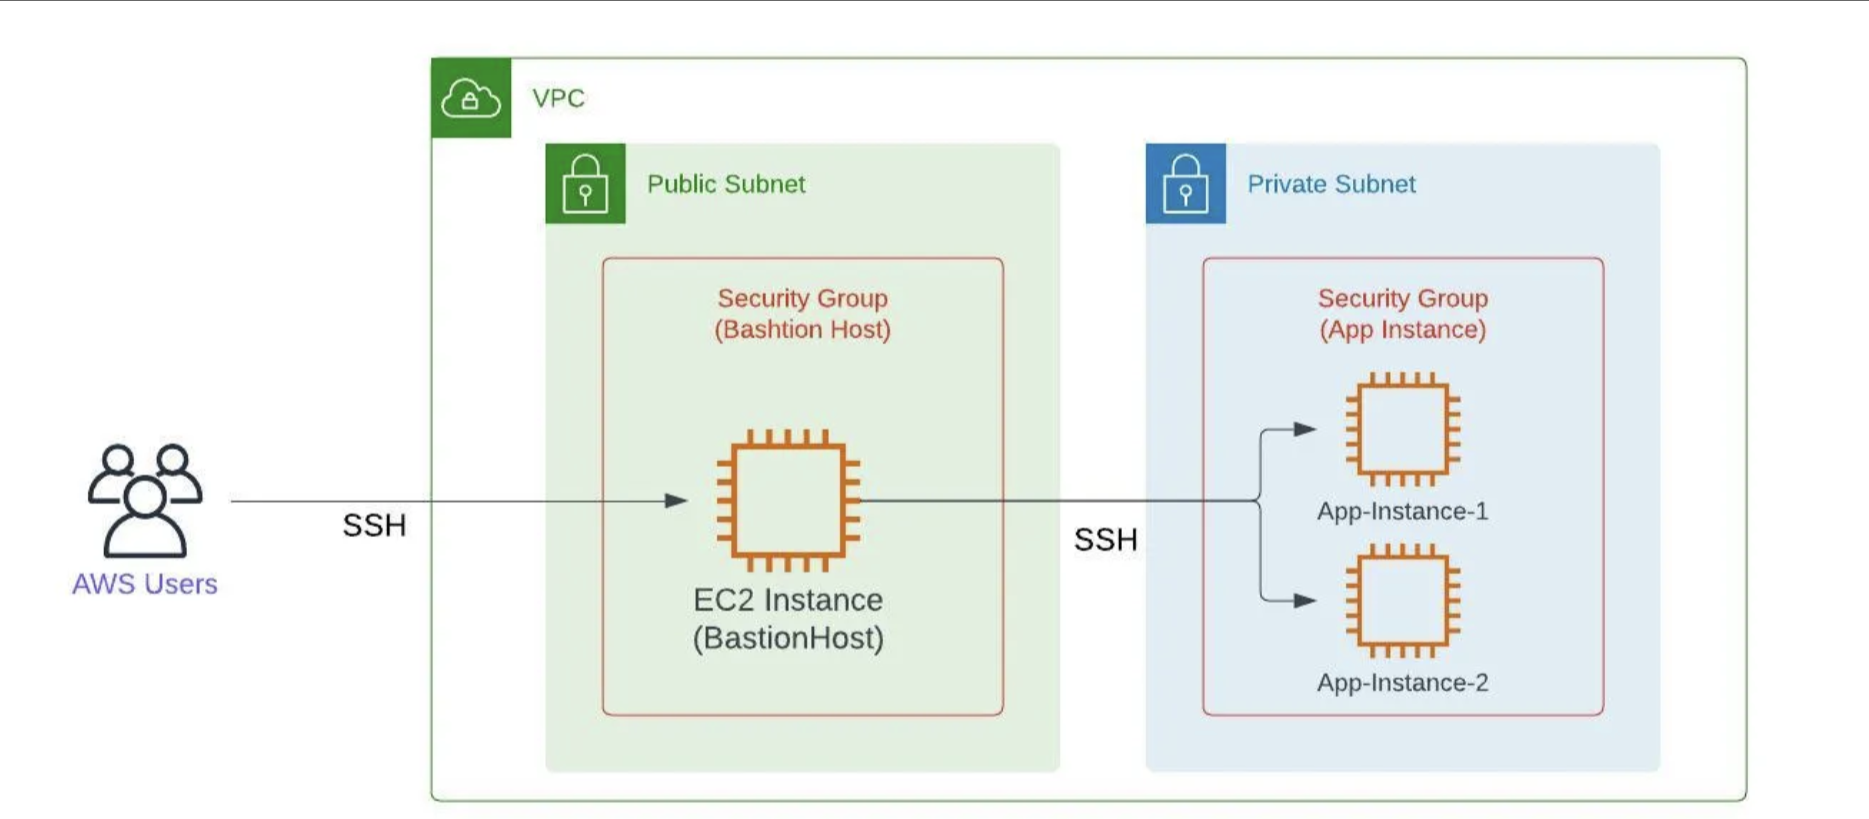 VPC
Public Subnet
Private Subnet
Security Group
(Bashtion Host)
Security Group
(App Instance)
SSH
AWS Users
EC2 Instance
(BastionHost)
SSH
App-Instance-1
App-Instance-2